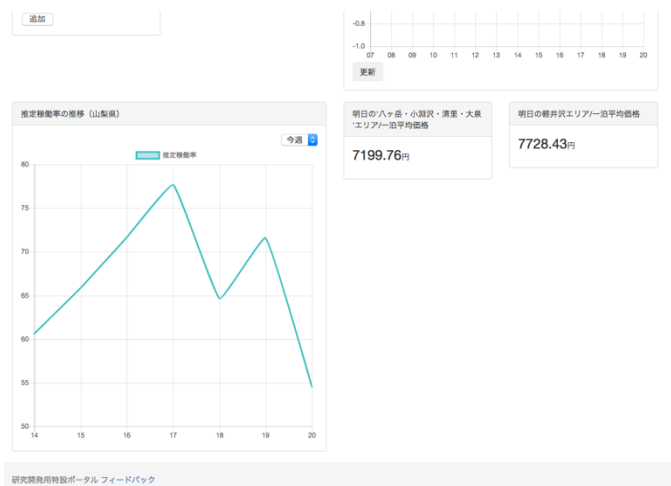 追加
-0.8
-1.0
07 08 09 10 11 12 13 14 15 16 17 18 19 20
更新
推定稼働率の推移（山梨県）
今週
推定稼働率
80
75
70
65
60
55
50
14 15 16 17 18 19 20
明日の'八ヶ岳・小淵沢・清里・大泉
'エリア/一泊平均価格
7199.76円
明日の軽井沢エリア/一泊平均価格
7728.43円
研究開発用特設ポータル フィードバック